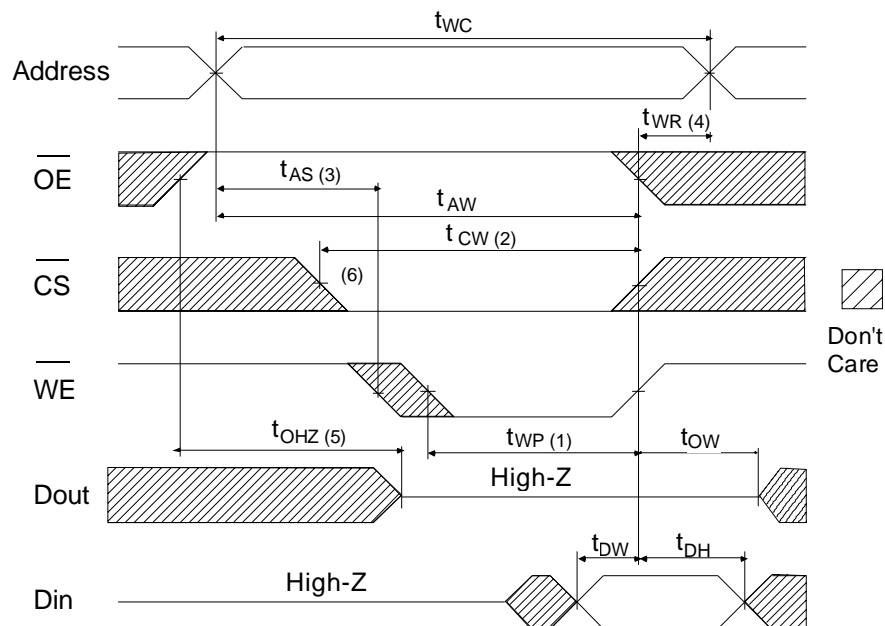 tWC
Address
tWR (4)
OE
tAS (3)
tAW
t CW (2)
CS
(6)
Don't
Care
WE
tOHZ (5)
tWP (1)
tOW
Dout
High-Z
tDW
tDH
High-Z
Din